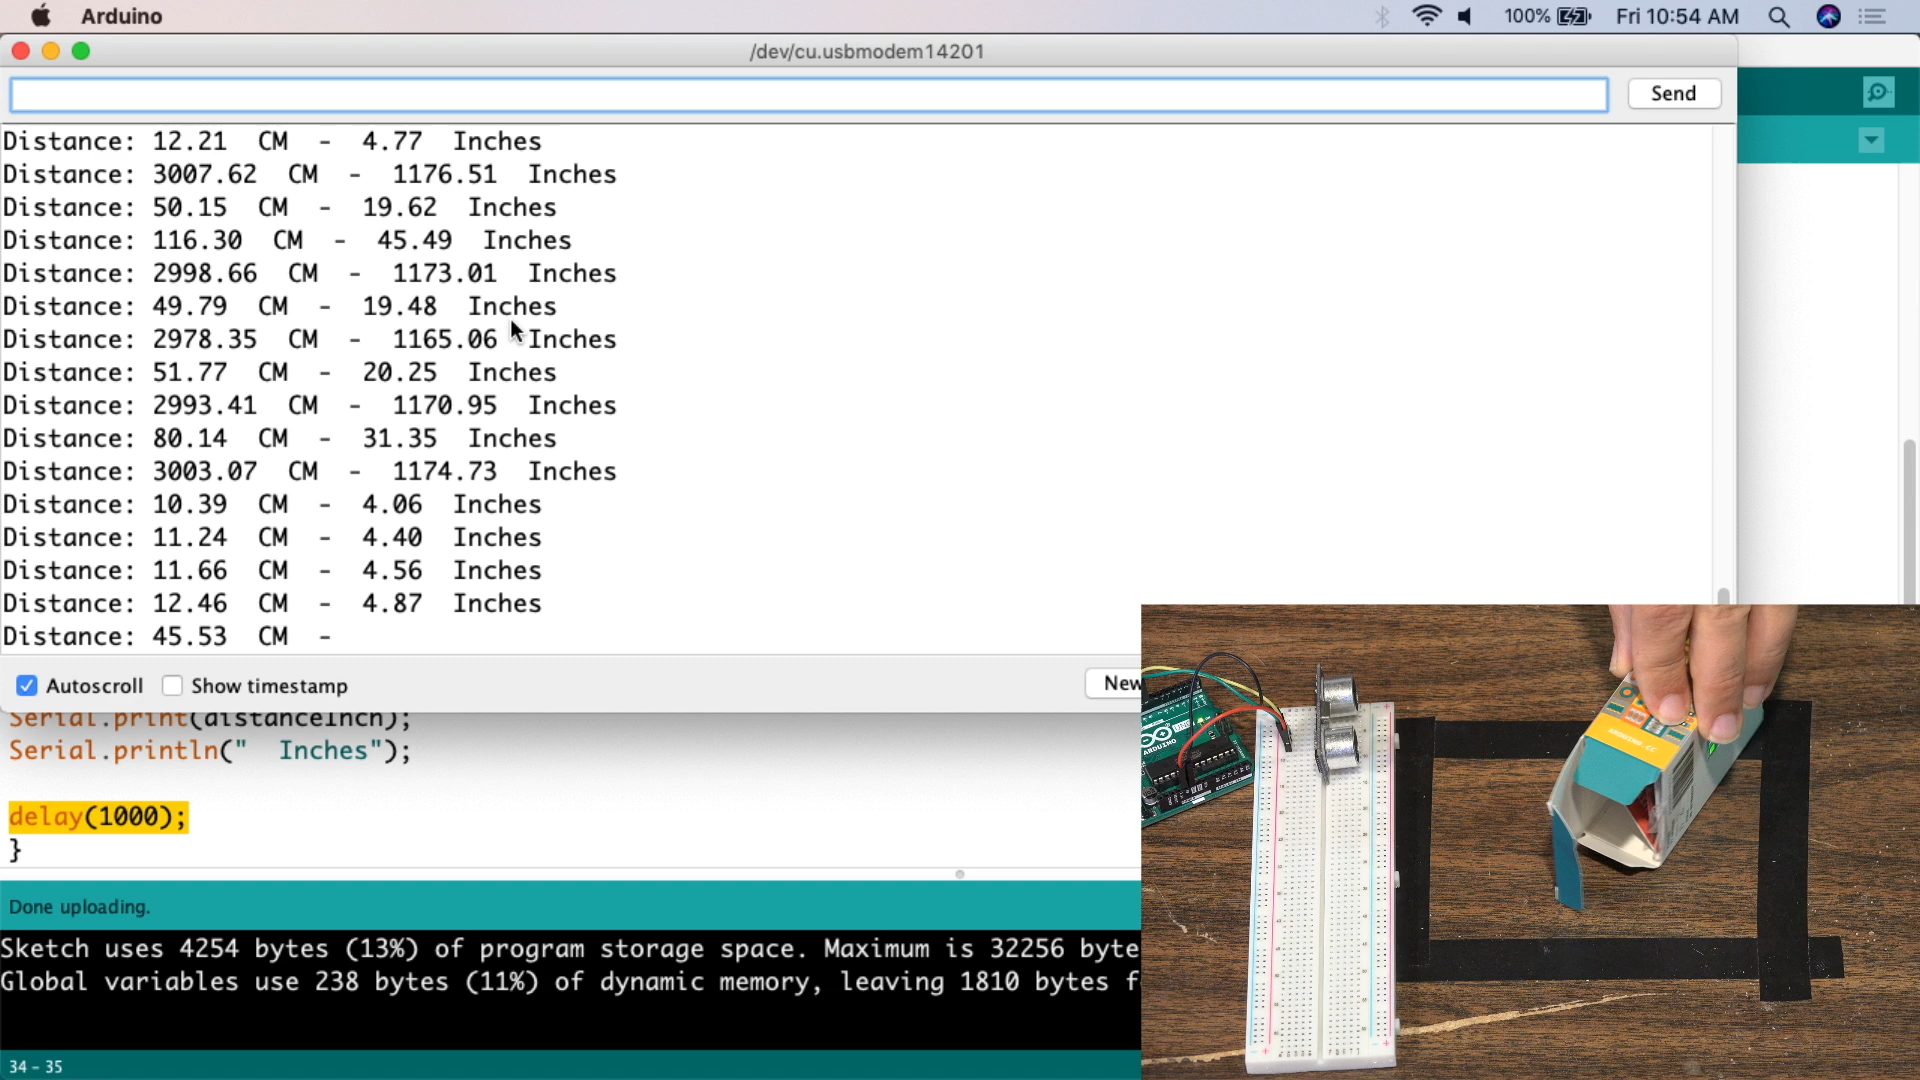 Arduino
100%
Fri 10:54 AM
/dev/cu.usbmodem14201
Send
Distance: 12.21 CM - 4.77 Inches
Distance: 3007.62 CM - 1176.51 Inches
Distance: 50.15 CM - 19.62 Inches
Distance: 116.30 CM - 45.49 Inches
Distance: 2998.66 CM - 1173.01 Inches
Distance: 49.79 CM - 19.48 Inches
Distance: 2978.35 CM - 1165.06 Inches
Distance: 51.77 CM - 20.25 Inches
Distance: 2993.41 CM - 1170.95 Inches
Distance: 80.14 CM - 31.35 Inches
Distance: 3003.07 CM - 1174.73 Inches
Distance: 10.39 CM - 4.06 Inches
Distance: 11.24 CM - 4.40 Inches
Distance: 11.66 CM - 4.56 Inches
Distance: 12.46 CM - 4.87 Inches
Distance: 45.53 CM -
Autoscroll
Show timestamp
New
Serial.print(distanceInch);
Serial.println("  Inches");
delay(1000);
}
Done uploading.
Sketch uses 4254 bytes (13%) of program storage space. Maximum is 32256 byte
Global variables use 238 bytes (11%) of dynamic memory, leaving 1810 bytes f
34 - 35
ARDUINO
ARDUINO.CC